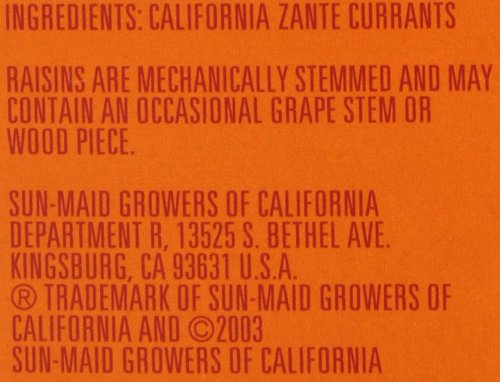 INGREDIENTS: CALIFORNIA ZANTE CURRANTS
RAISINS ARE MECHANICALLY STEMMED AND MAY
CONTAIN AN OCCASIONAL GRAPE STEM OR
WOOD PIECE.
SUN-MAID GROWERS OF CALIFORNIA
DEPARTMENT R, 13525 S. BETHEL AVE.
KINGSBURG, CA 93631 U.S.A.
® TRADEMARK OF SUN-MAID GROWERS OF
CALIFORNIA AND ©2003
SUN-MAID GROWERS OF CALIFORNIA